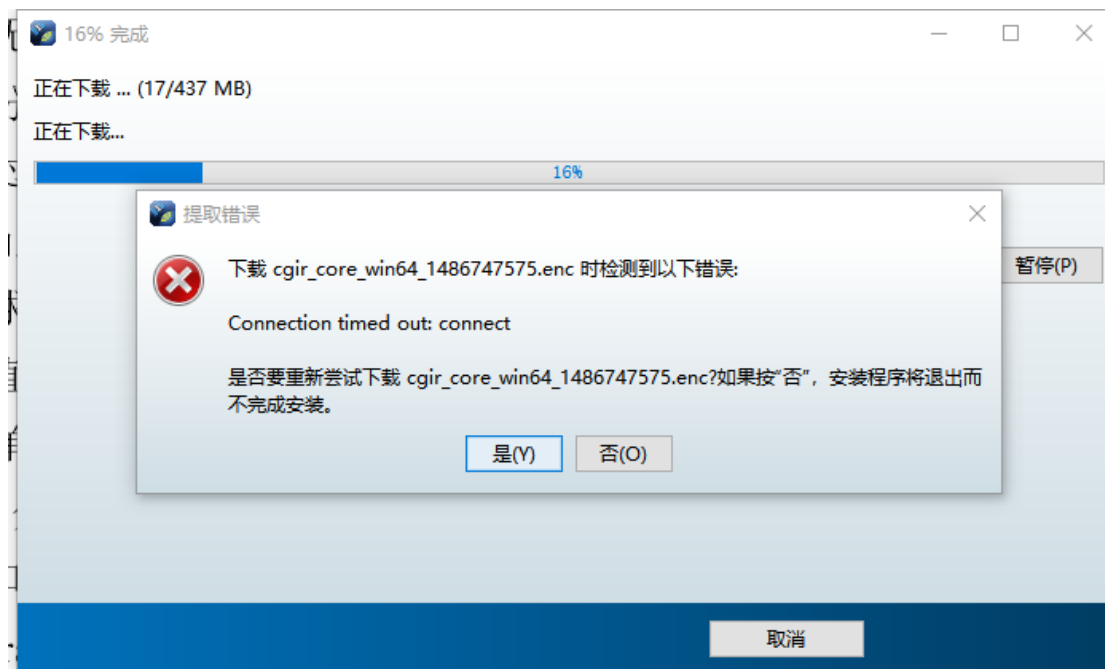 16% 完成
正在下载 ... (17/437 MB)
正在下载...
16%
提取错误
下载 cgir_core_win64_1486747575.enc 时检测到以下错误:
Connection timed out: connect
暂停(P)
是否要重新尝试下载 cgir_core_win64_1486747575.enc?如果按“否”，安装程序将退出而
不完成安装。
是(Y)
否(O)
取消